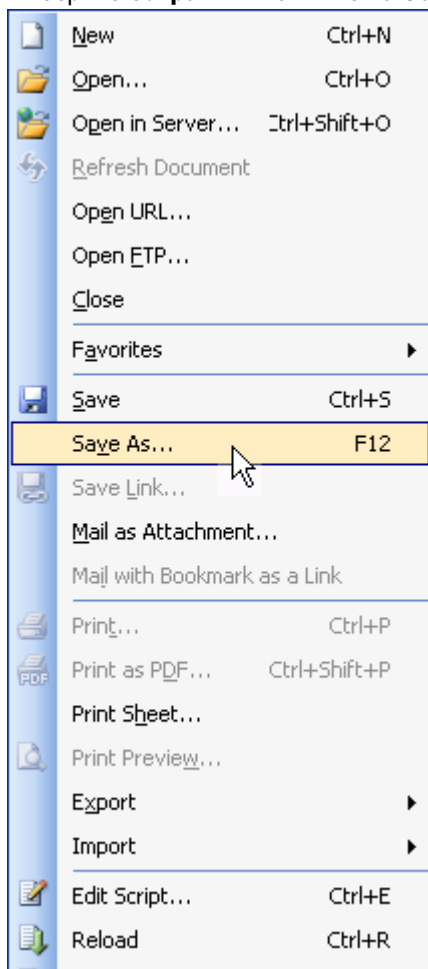 New Ctrl+N
Open... Ctrl+O
Open in Server... Ctrl+Shift+O
Refresh Document
Open URL...
Open FTP...
Close
Favorites
Save Ctrl+S
Save As... F12
Save Link...
Mail as Attachment...
Mail with Bookmark as a Link
Print... Ctrl+P
PDF Print as PDF... Ctrl+Shift+P
Print Sheet...
Print Preview...
Export
Import
Edit Script... Ctrl+E
Reload Ctrl+R